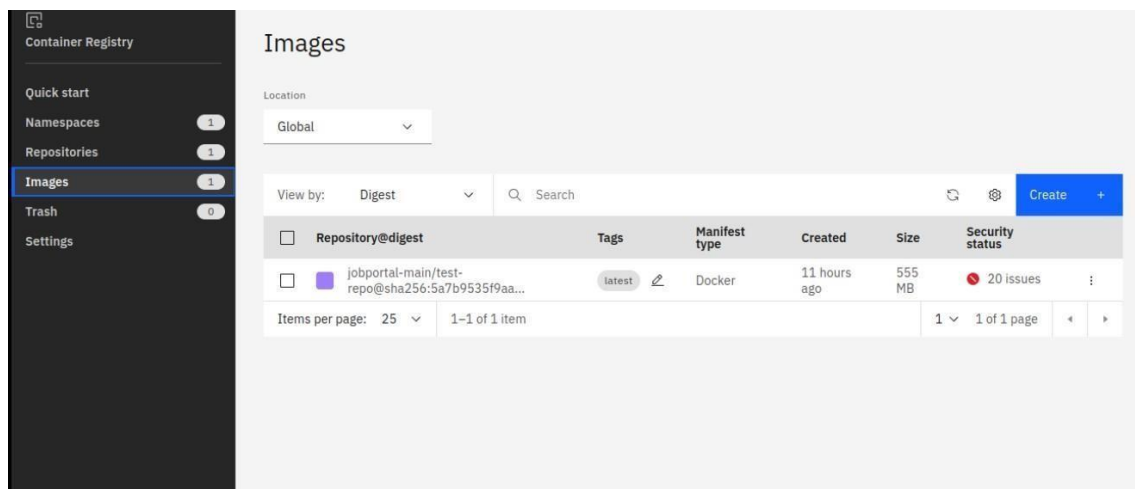 Container Registry
Quick start
Namespaces 1
Repositories 1
Images 1
Trash 0
Settings
Images
Location
Global
View by: Digest Search Create +
Repository@digest Tags Manifest type Created Size Security status
jobportal-main/test-
repo@sha256:5a7b9535f9aa... latest Docker 11 hours ago 555 MB 20 issues
Items per page: 25 1–1 of 1 item 1 1 of 1 page